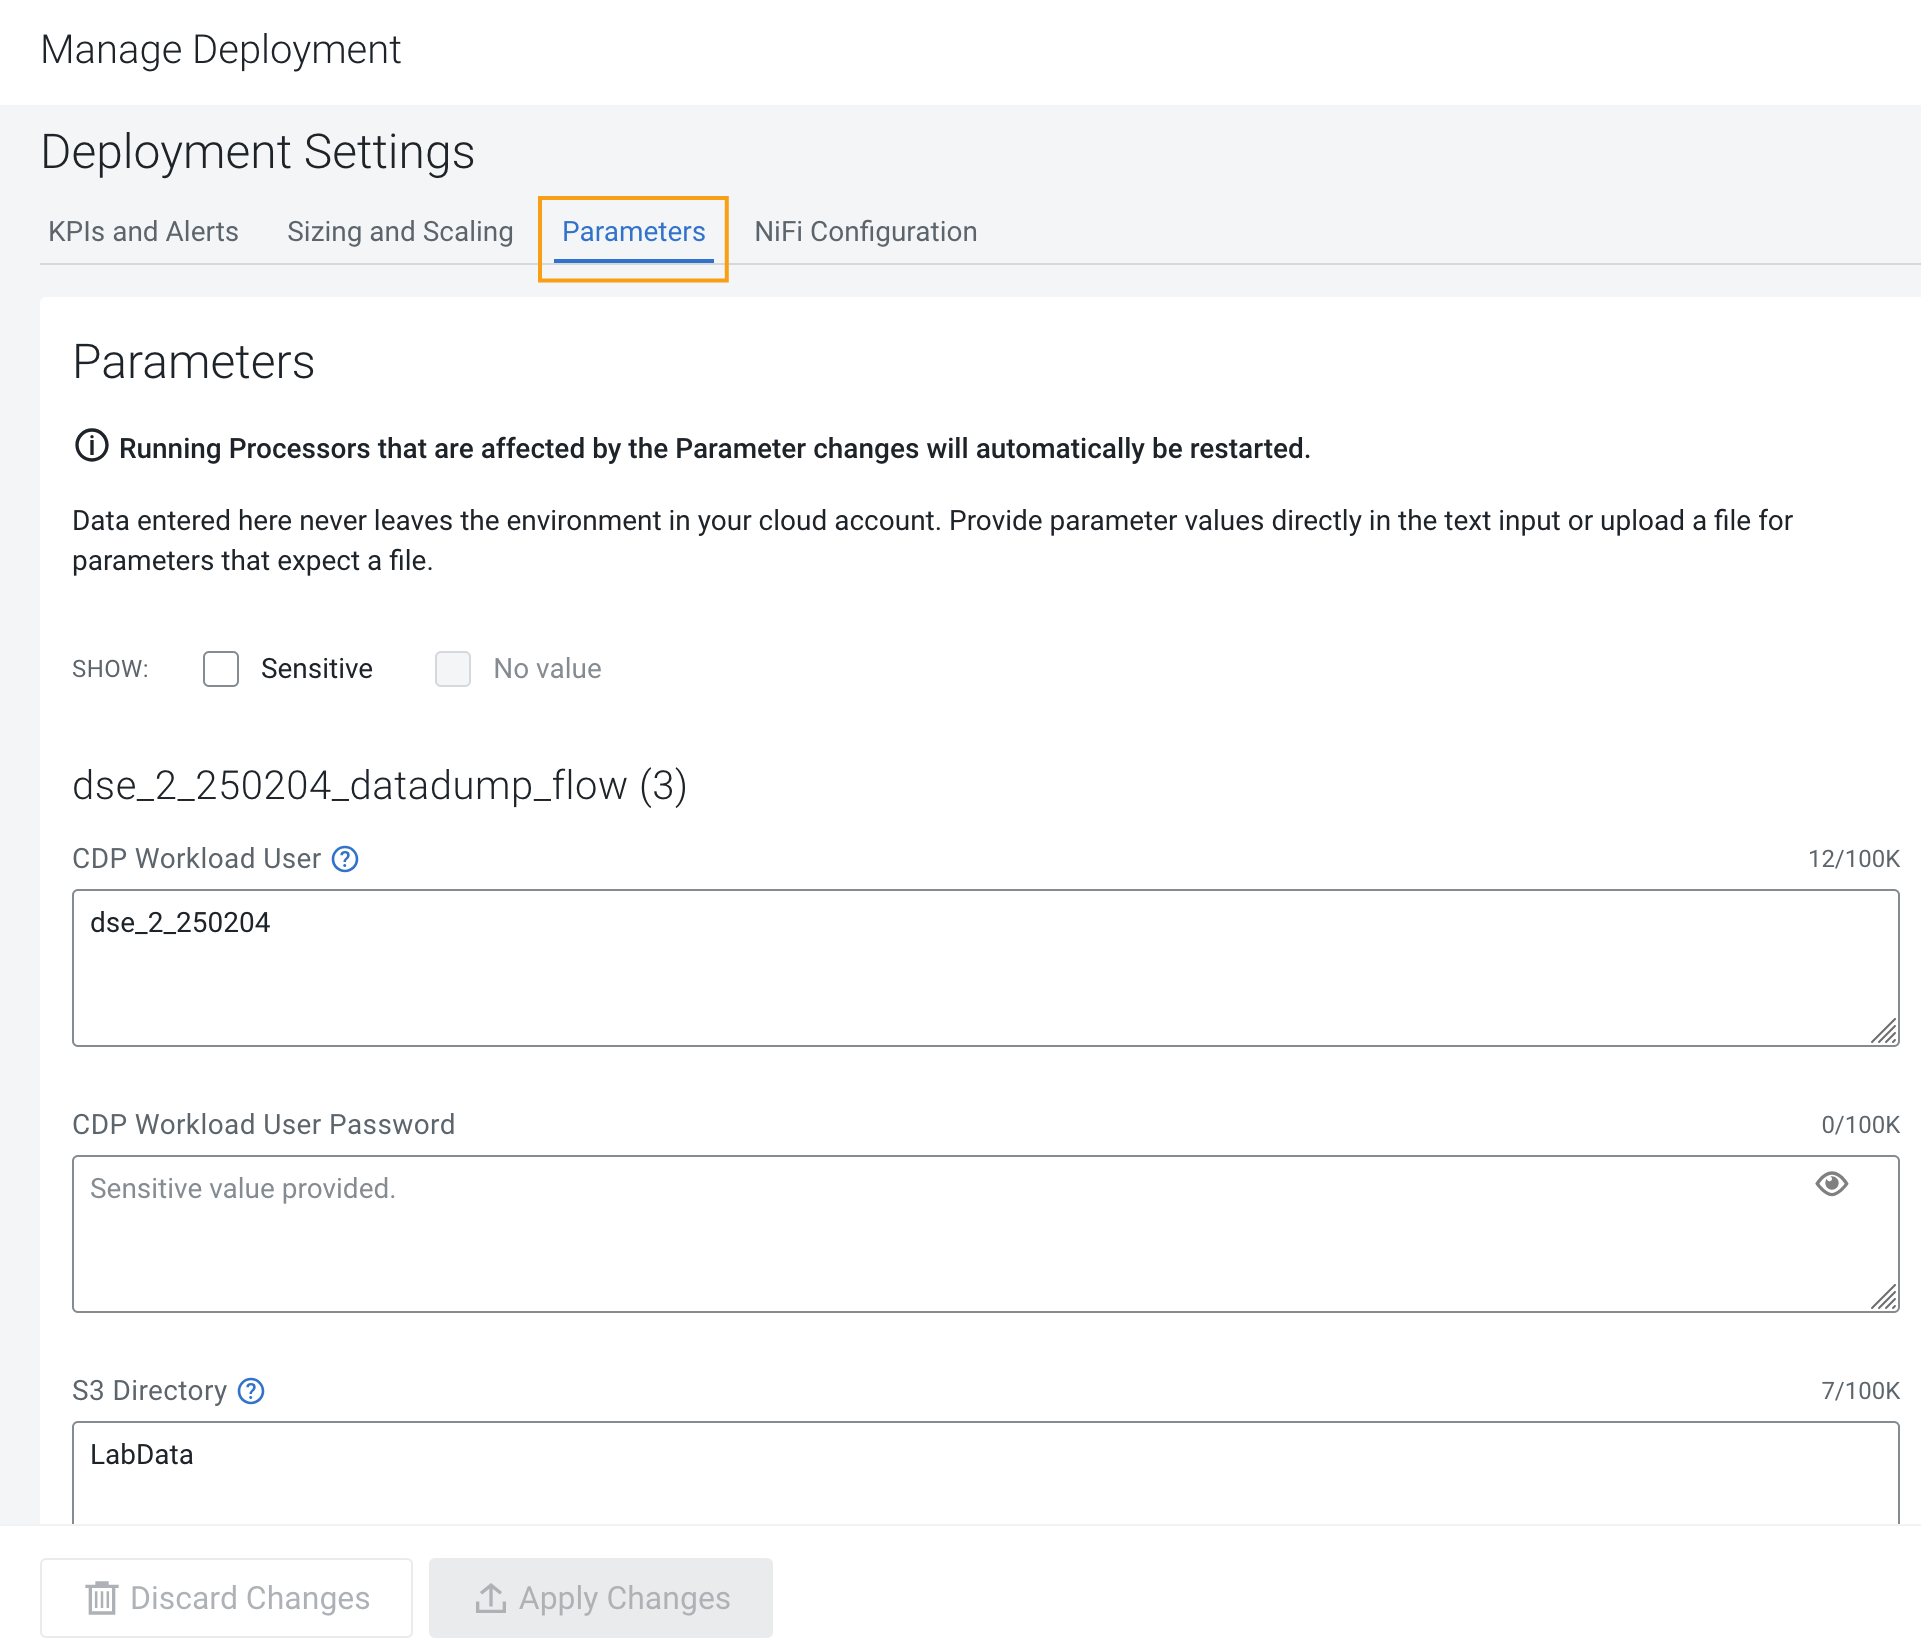 Manage Deployment
Deployment Settings
KPIs and Alerts Sizing and Scaling Parameters NiFi Configuration
Parameters
Running Processors that are affected by the Parameter changes will automatically be restarted.
Data entered here never leaves the environment in your cloud account. Provide parameter values directly in the text input or upload a file for
parameters that expect a file.
SHOW: Sensitive No value
dse_2_250204_datadump_flow (3)
CDP Workload User 12/100K
dse_2_250204
CDP Workload User Password 0/100K
Sensitive value provided.
S3 Directory 7/100K
LabData
Discard Changes Apply Changes